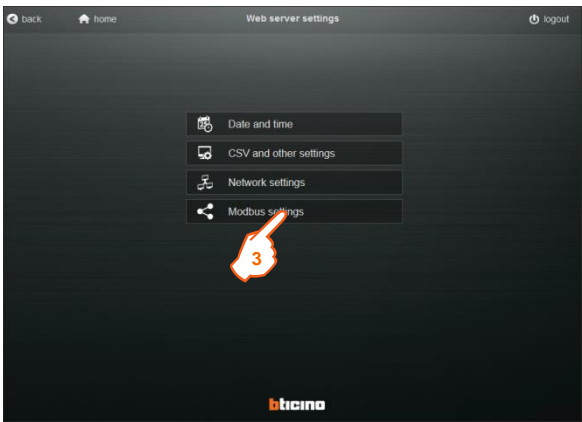 back home Web server settings logout
Date and time
CSV and other settings
Network settings
Modbus settings
3
bticino